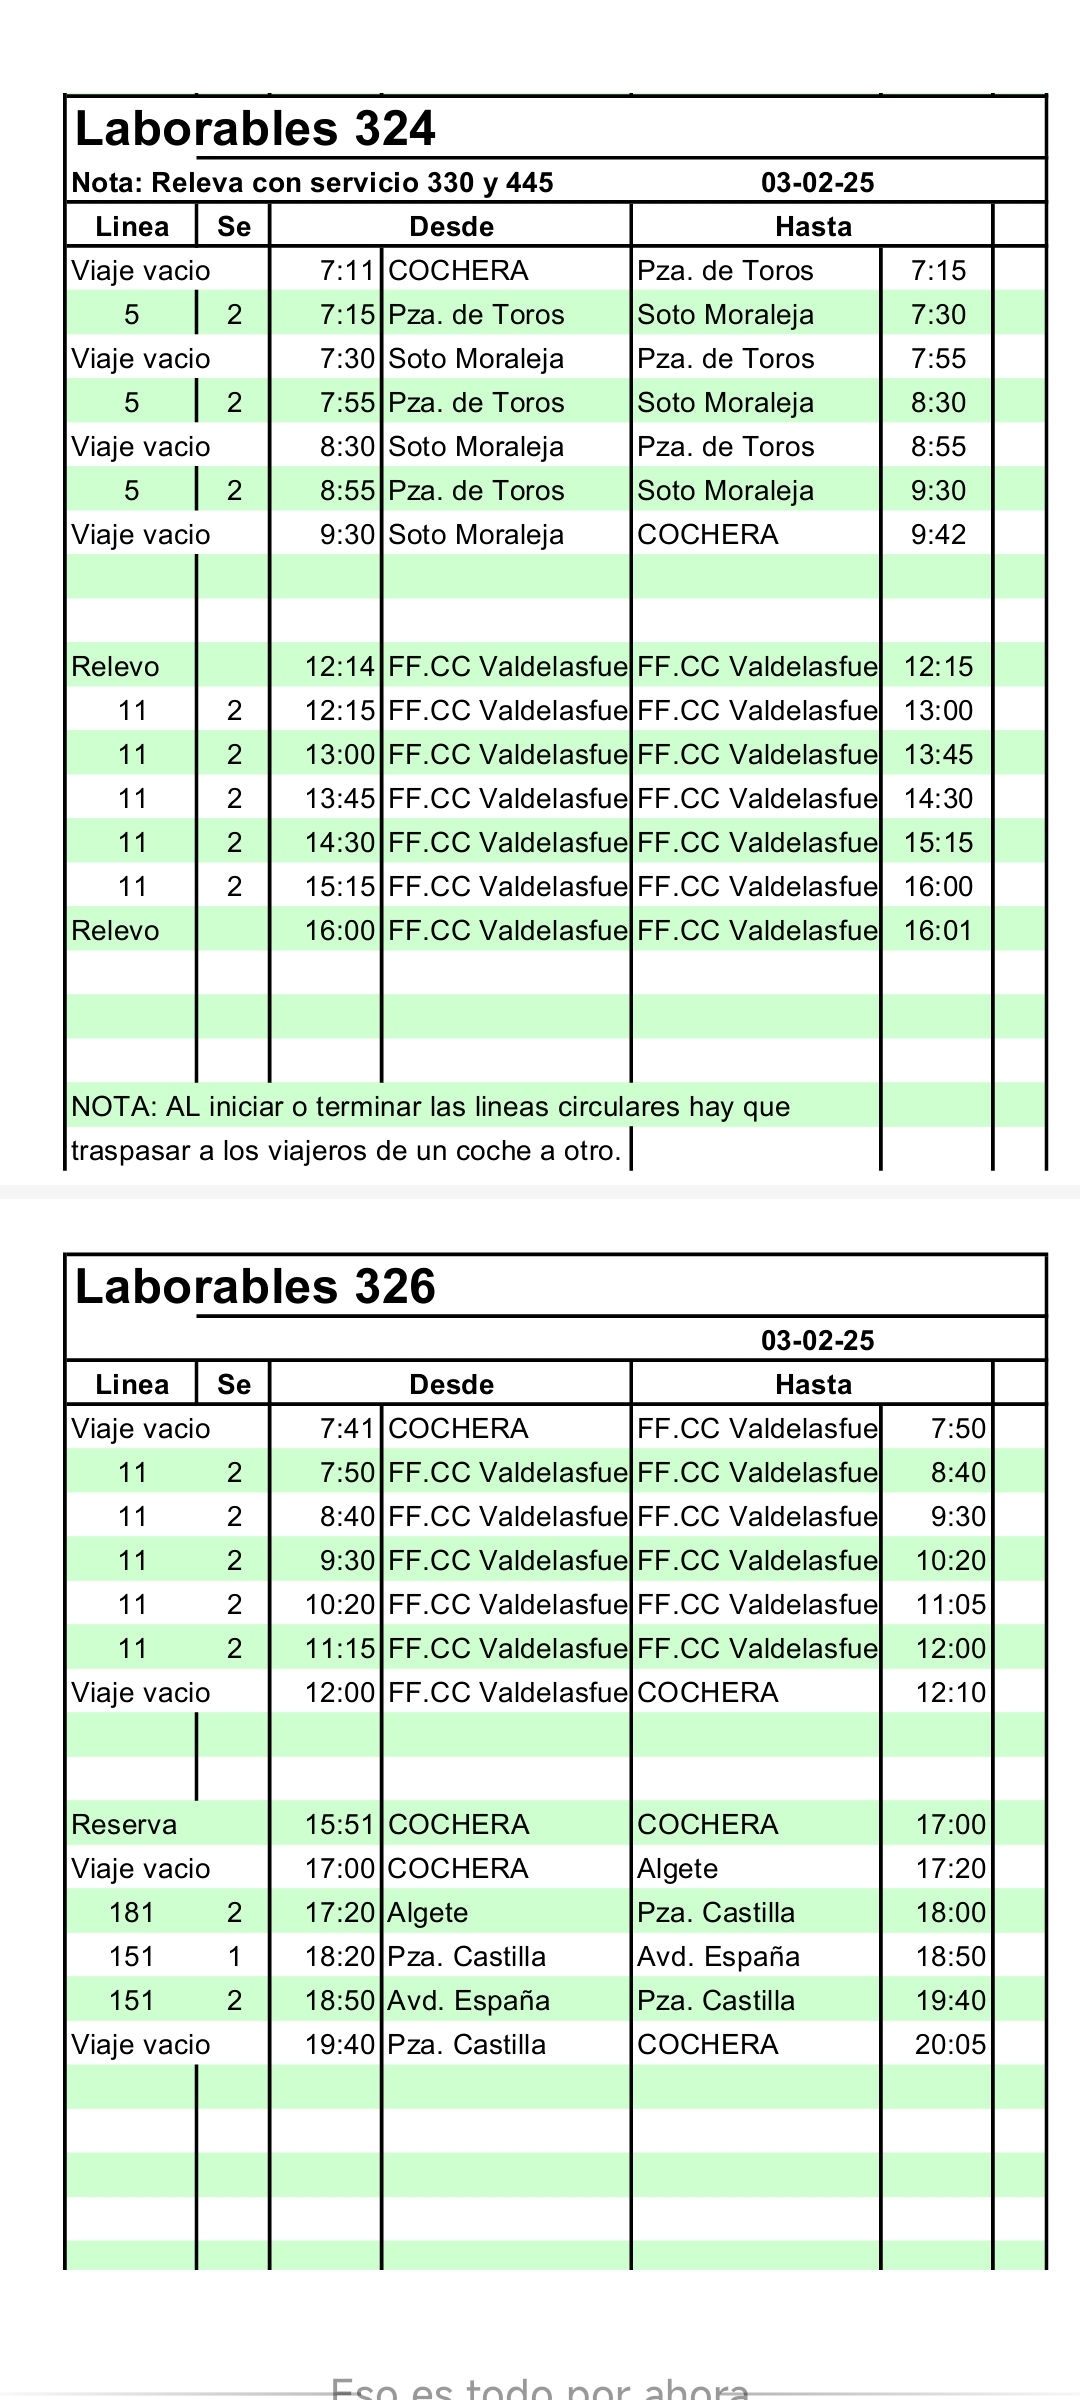 Laborables 324
Nota: Releva con servicio 330 y 445 03-02-25
Linea Se Desde Hasta
Viaje vacio 7:11 COCHERA Pza. de Toros 7:15
5 2 7:15 Pza. de Toros Soto Moraleja 7:30
Viaje vacio 7:30 Soto Moraleja Pza. de Toros 7:55
5 2 7:55 Pza. de Toros Soto Moraleja 8:30
Viaje vacio 8:30 Soto Moraleja Pza. de Toros 8:55
5 2 8:55 Pza. de Toros Soto Moraleja 9:30
Viaje vacio 9:30 Soto Moraleja COCHERA 9:42
Relevo 12:14 FF.CC Valdelasfue FF.CC Valdelasfue 12:15
11 2 12:15 FF.CC Valdelasfue FF.CC Valdelasfue 13:00
11 2 13:00 FF.CC Valdelasfue FF.CC Valdelasfue 13:45
11 2 13:45 FF.CC Valdelasfue FF.CC Valdelasfue 14:30
11 2 14:30 FF.CC Valdelasfue FF.CC Valdelasfue 15:15
11 2 15:15 FF.CC Valdelasfue FF.CC Valdelasfue 16:00
Relevo 16:00 FF.CC Valdelasfue FF.CC Valdelasfue 16:01
NOTA: AL iniciar o terminar las lineas circulares hay que
traspasar a los viajeros de un coche a otro.
Laborables 326
03-02-25
Linea Se Desde Hasta
Viaje vacio 7:41 COCHERA FF.CC Valdelasfue 7:50
11 2 7:50 FF.CC Valdelasfue FF.CC Valdelasfue 8:40
11 2 8:40 FF.CC Valdelasfue FF.CC Valdelasfue 9:30
11 2 9:30 FF.CC Valdelasfue FF.CC Valdelasfue 10:20
11 2 10:20 FF.CC Valdelasfue FF.CC Valdelasfue 11:05
11 2 11:15 FF.CC Valdelasfue FF.CC Valdelasfue 12:00
Viaje vacio 12:00 FF.CC Valdelasfue COCHERA 12:10
Reserva 15:51 COCHERA COCHERA 17:00
Viaje vacio 17:00 COCHERA Algete 17:20
181 2 17:20 Algete Pza. Castilla 18:00
151 1 18:20 Pza. Castilla Avd. España 18:50
151 2 18:50 Avd. España Pza. Castilla 19:40
Viaje vacio 19:40 Pza. Castilla COCHERA 20:05
Eso es todo por ahora